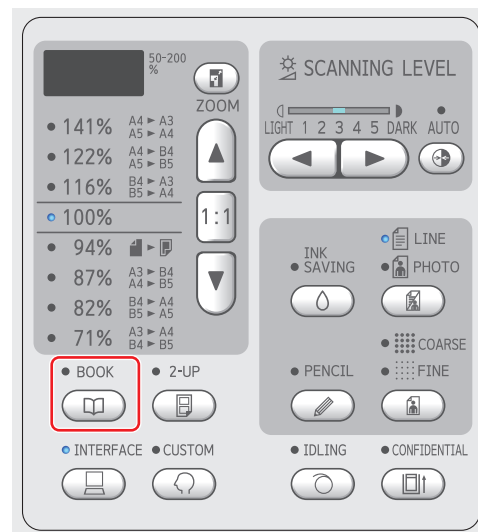 50-200
%
ZOOM
141% A4 ► A3
A5 ► A4
122% A4 ► B4
A5 ► B5
116% B4 ► A3
B5 ► A4
100%
1:1
94%
87% A3 ► B4
A4 ► B5
82% B4 ► A4
B5 ► A5
71% A3 ► A4
B4 ► B5
BOOK
2-UP
INTERFACE
CUSTOM
SCANNING LEVEL
LIGHT 1 2 3 4 5 DARK AUTO
INK
SAVING
LINE
PHOTO
COARSE
PENCIL
FINE
IDLING
CONFIDENTIAL